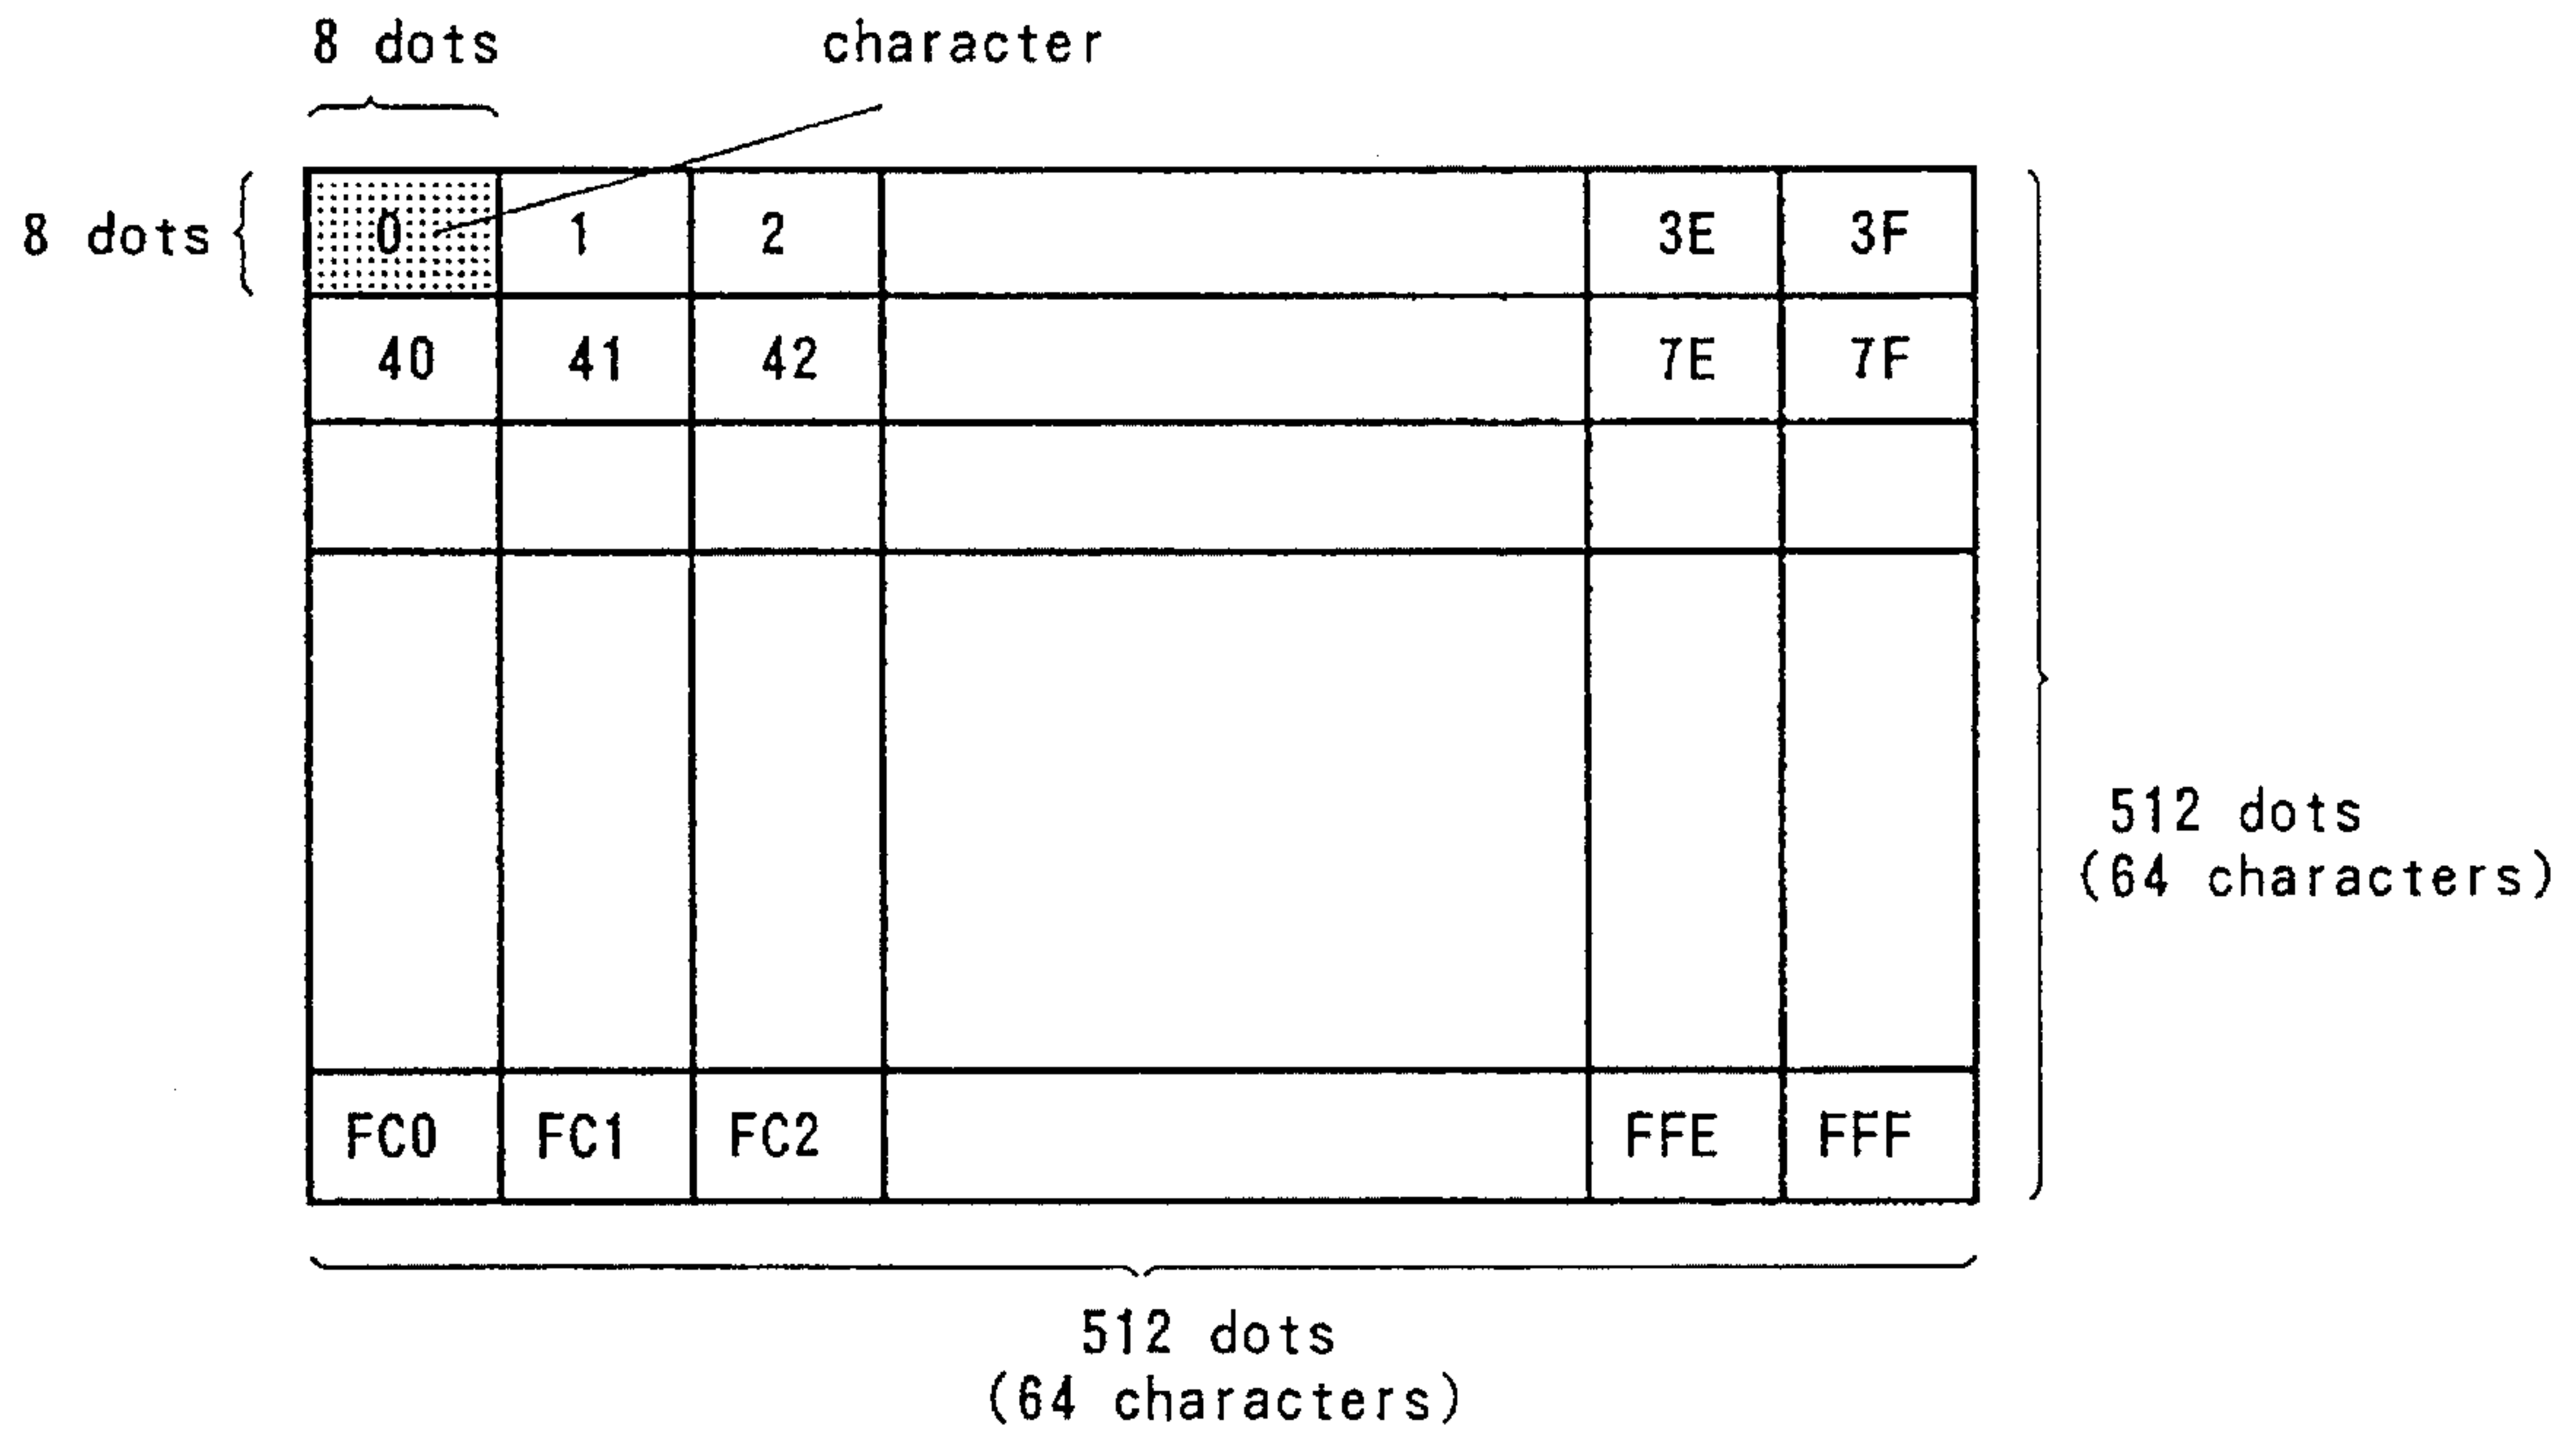 8 dots character
8 dots 0 1 2 3E 3F
40 41 42 7E 7F
FC0 FC1 FC2 FFE FFF
512 dots
(64 characters)
512 dots
(64 characters)